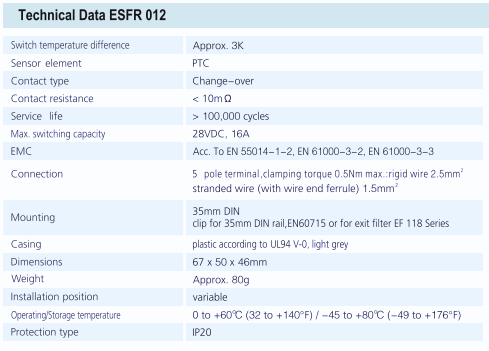 Technical Data ESFR 012
Switch temperature difference Approx. 3K
Sensor element PTC
Contact type Change-over
Contact resistance < 10mΩ
Service life > 100,000 cycles
Max. switching capacity 28VDC, 16A
EMC Acc. To EN 55014-1-2, EN 61000-3-2, EN 61000-3-3
Connection 5 pole terminal,clamping torque 0.5Nm max.:rigid wire 2.5mm²
stranded wire (with wire end ferrule) 1.5mm²
Mounting 35mm DIN
clip for 35mm DIN rail,EN60715 or for exit filter EF 118 Series
Casing plastic according to UL94 V-0, light grey
Dimensions 67 x 50 x 46mm
Weight Approx. 80g
Installation position variable
Operating/Storage temperature 0 to +60℃ (32 to +140°F) / -45 to +80℃ (-49 to +176°F)
Protection type IP20